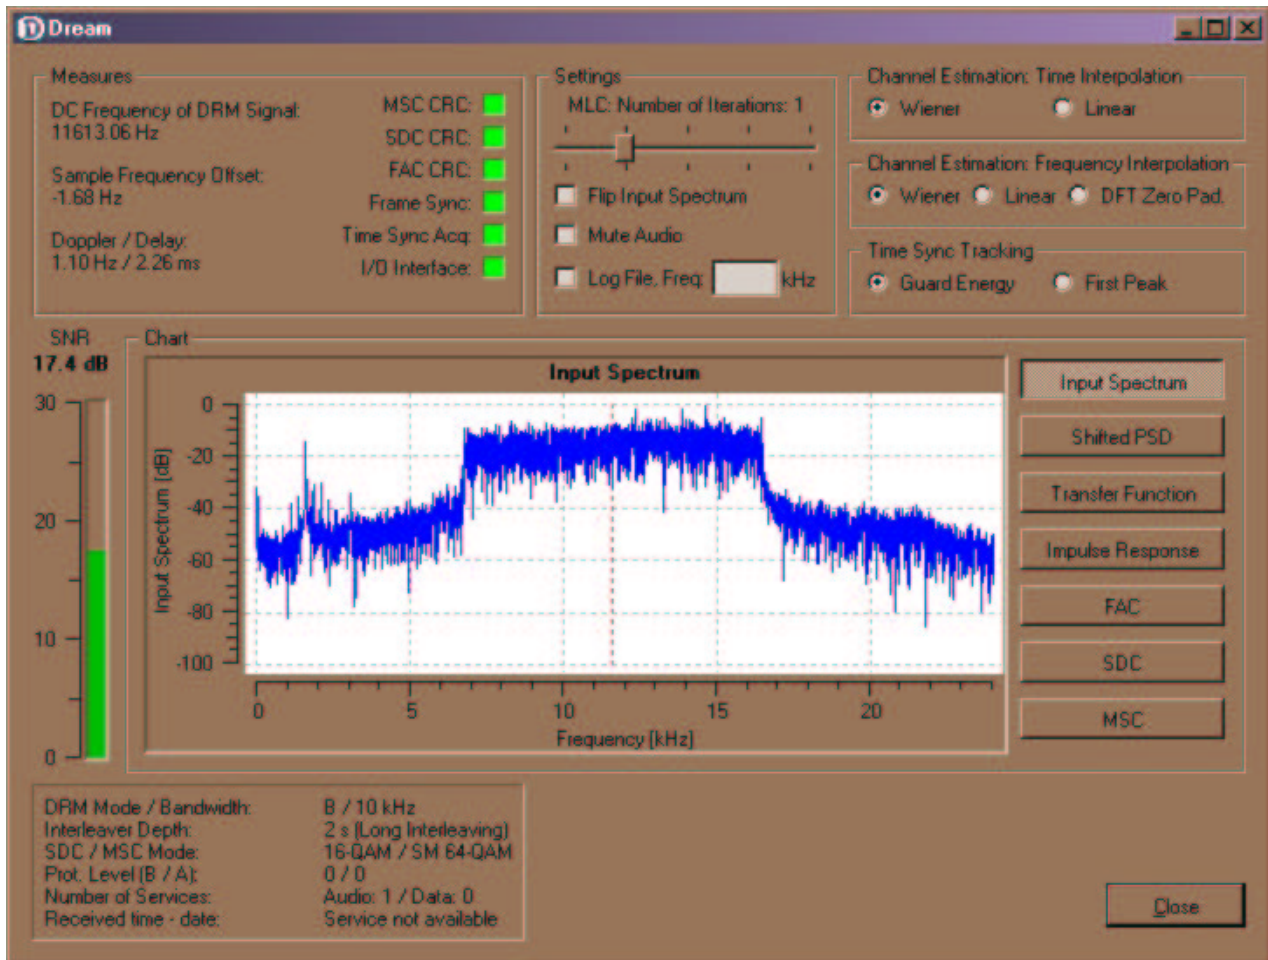 Dream
Measures
DC Frequency of DRM Signal:
11613.06 Hz
Sample Frequency Offset:
-1.68 Hz
Doppler / Delay:
1.10 Hz / 2.26 ms
MSC CRC:
SDC CRC:
FAC CRC:
Frame Sync:
Time Sync Acq:
I/O Interface:
Settings
MLC: Number of Iterations: 1
Flip Input Spectrum
Mute Audio
Log File, Freq: kHz
Channel Estimation: Time Interpolation
Wiener Linear
Channel Estimation: Frequency Interpolation
Wiener Linear DFT Zero Pad.
Time Sync Tracking
Guard Energy First Peak
SNR
17.4 dB
30
20
10
0
Chart
Input Spectrum
Input Spectrum [dB]
0
-20
-40
-60
-80
-100
0 5 10 15 20
Frequency [kHz]
Input Spectrum
Shifted PSD
Transfer Function
Impulse Response
FAC
SDC
MSC
DRM Mode / Bandwidth: B / 10 kHz
Interleaver Depth: 2 s (Long Interleaving)
SDC / MSC Mode: 16-QAM / SM 64-QAM
Prot. Level (B / A): 0 / 0
Number of Services: Audio: 1 / Data: 0
Received time - date: Service not available
Close